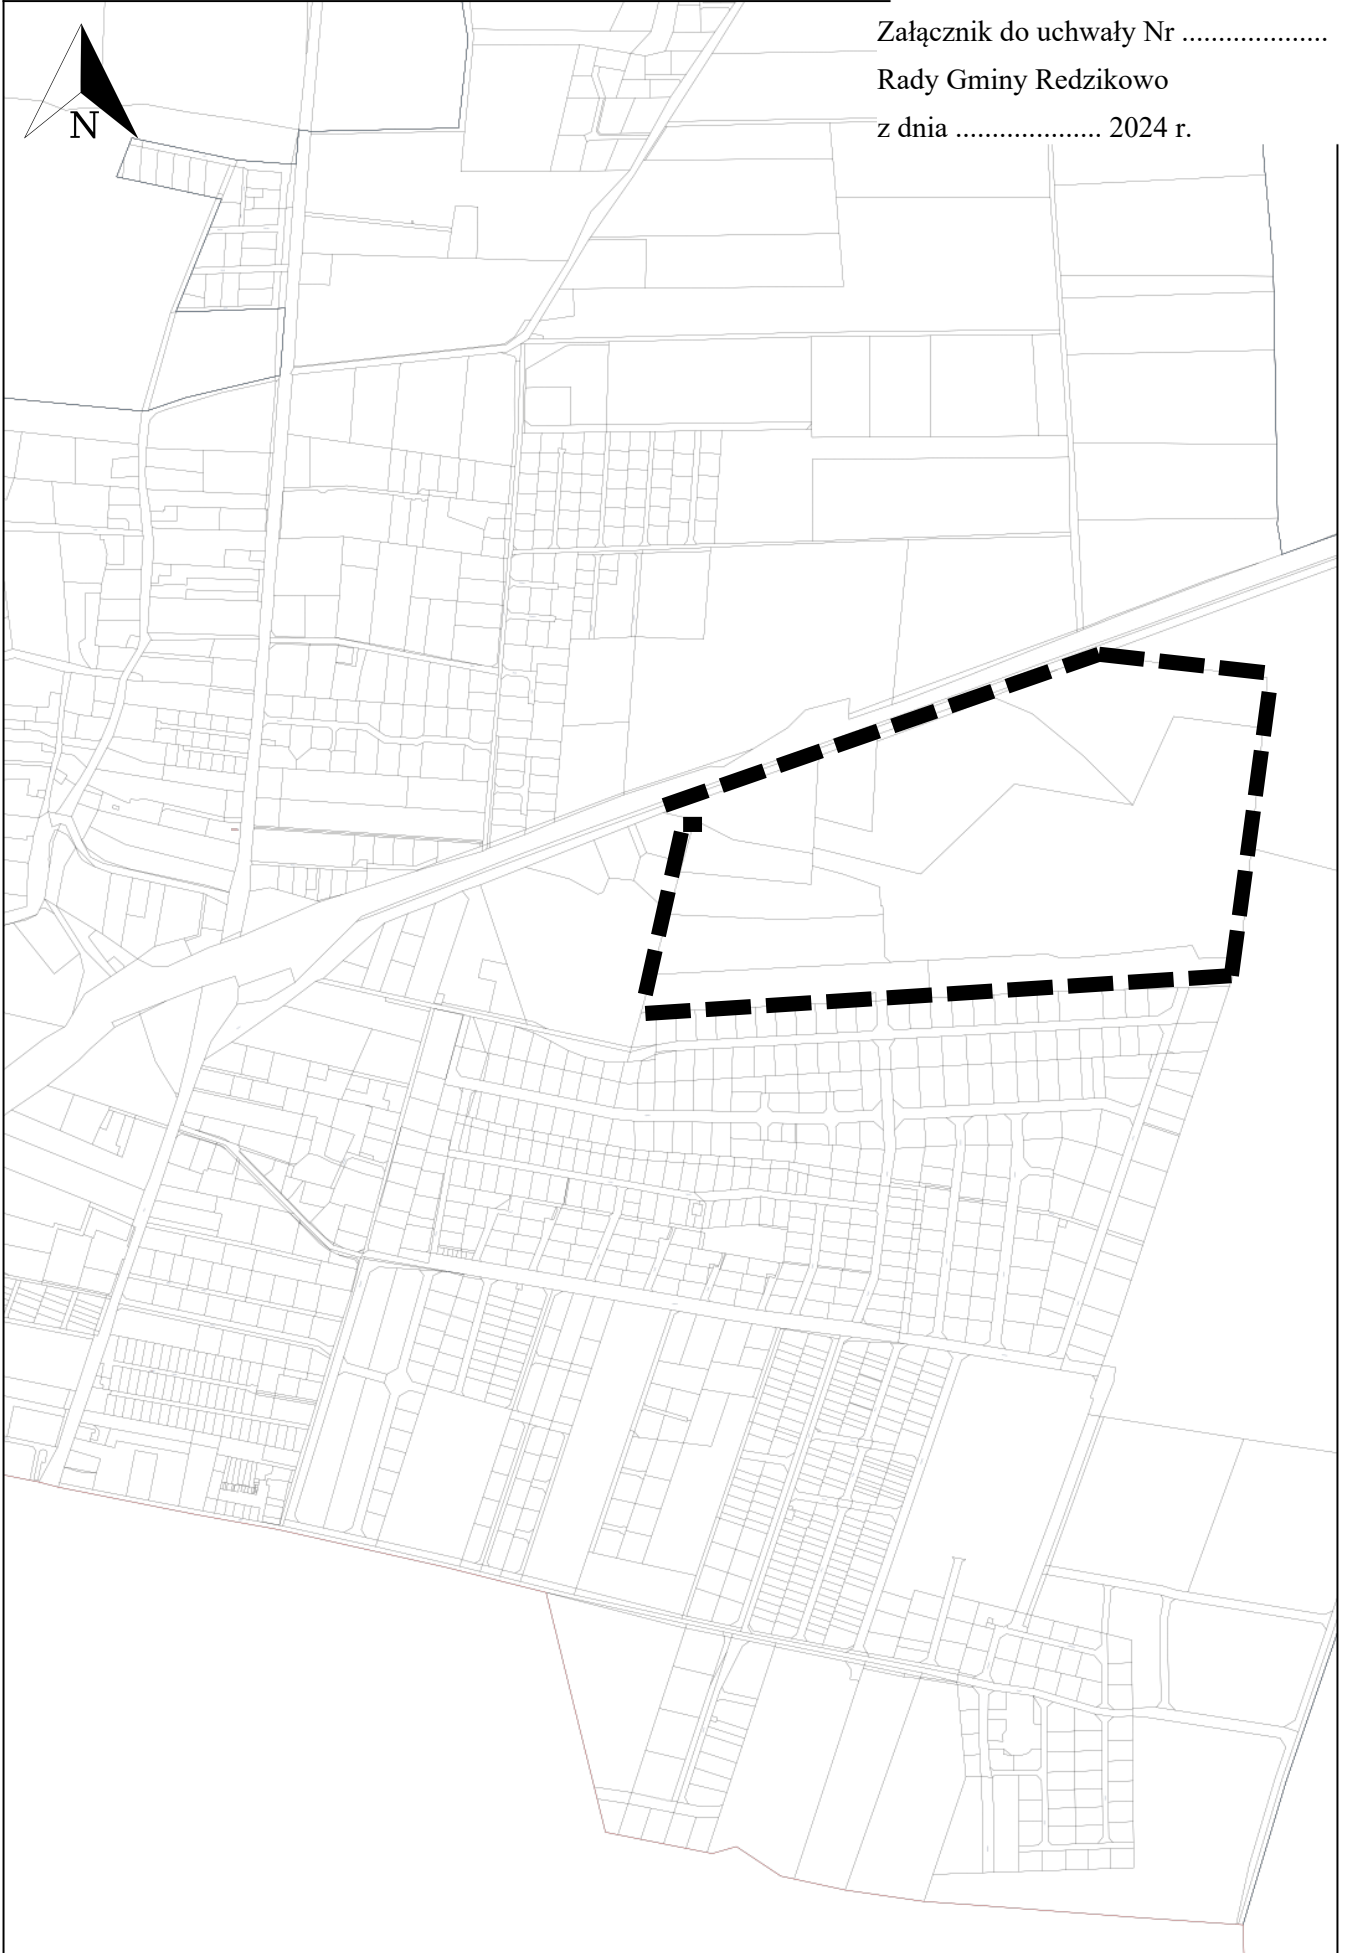 Załącznik do uchwały Nr ....................
Rady Gminy Redzikowo
z dnia .................... 2024 r.
N